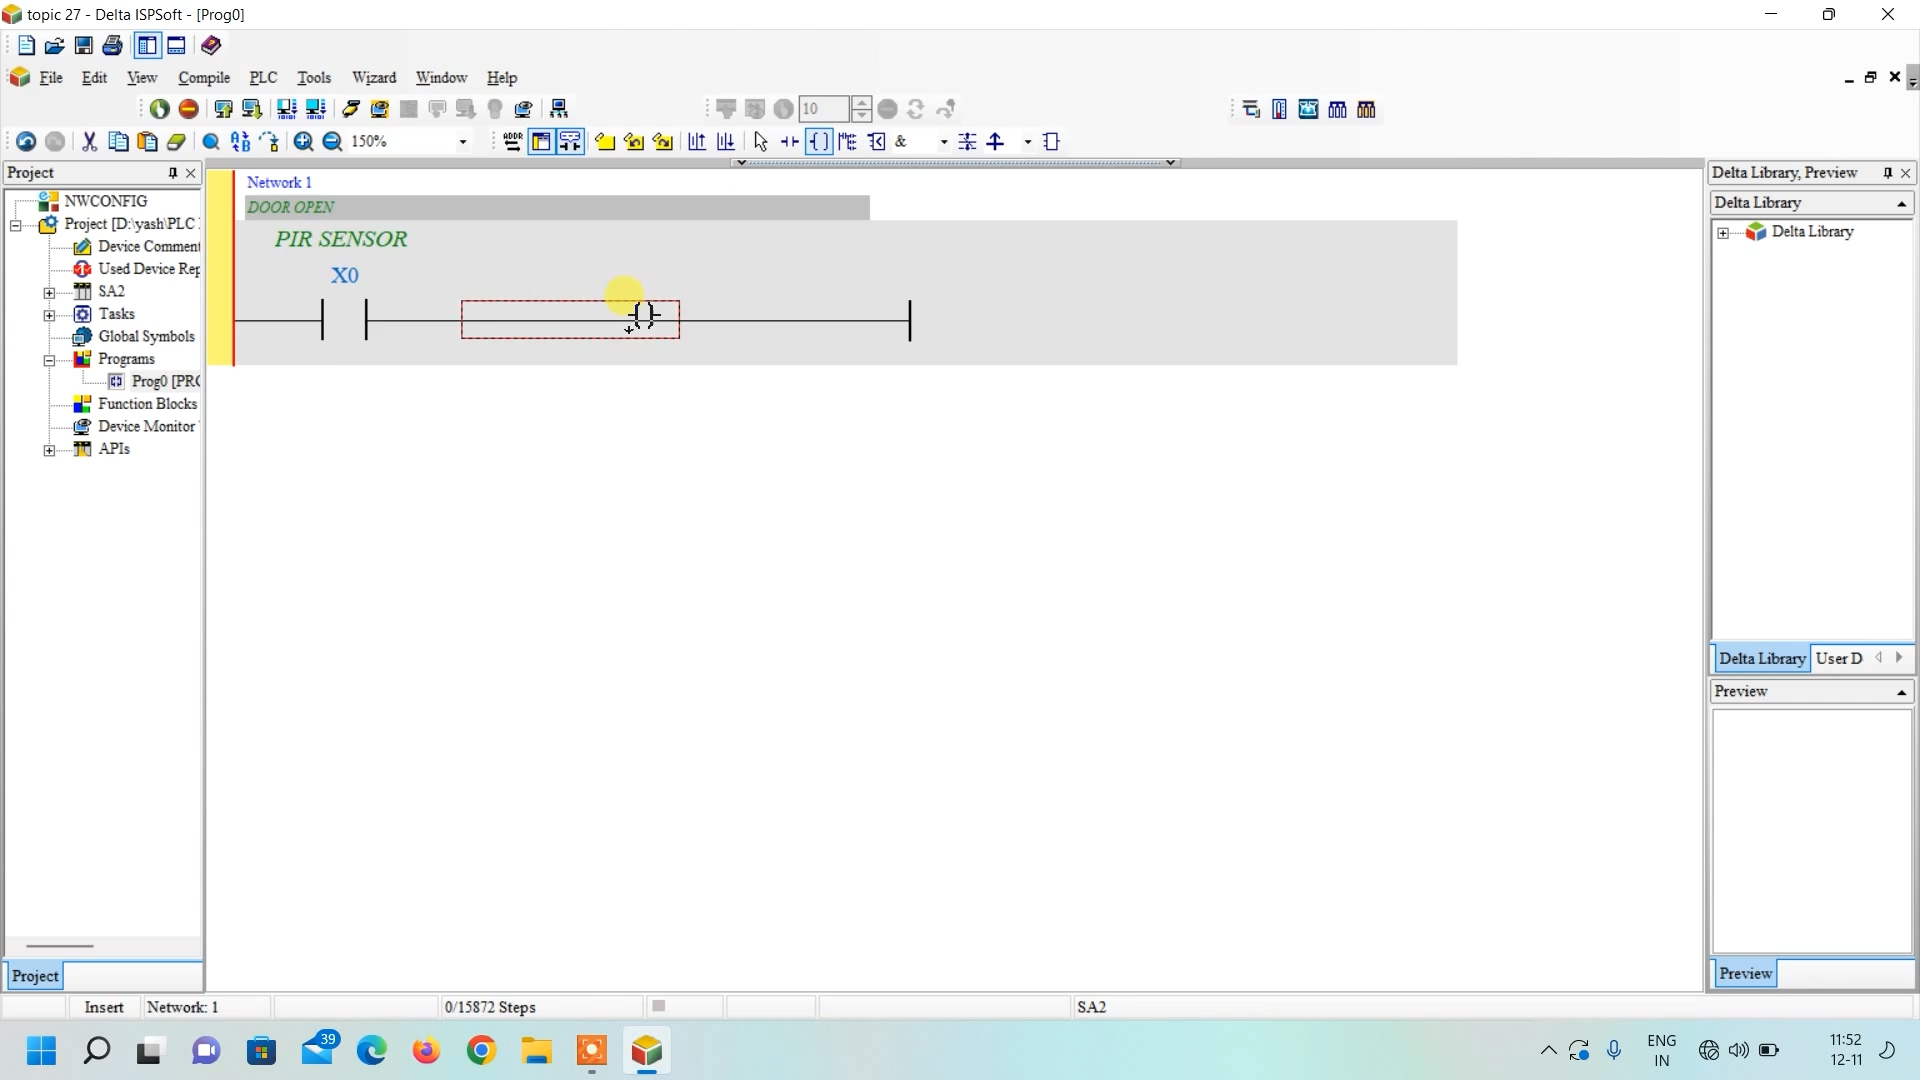 topic 27 - Delta ISPSoft - [Prog0]
File Edit View Compile PLC Tools Wizard Window Help
10
150%
ADDR
&
Project
NWCONFIG
Project [D:\yash\PLC
Device Comment
Used Device Rep
SA2
Tasks
Global Symbols
Programs
Prog0 [PRG
Function Blocks
Device Monitor
APIs
Project
Network 1
DOOR OPEN
PIR SENSOR
X0
Delta Library, Preview
Delta Library
Delta Library
Delta Library User D
Preview
Preview
Insert Network: 1 0/15872 Steps SA2
39
ENG
IN
11:52
12-11